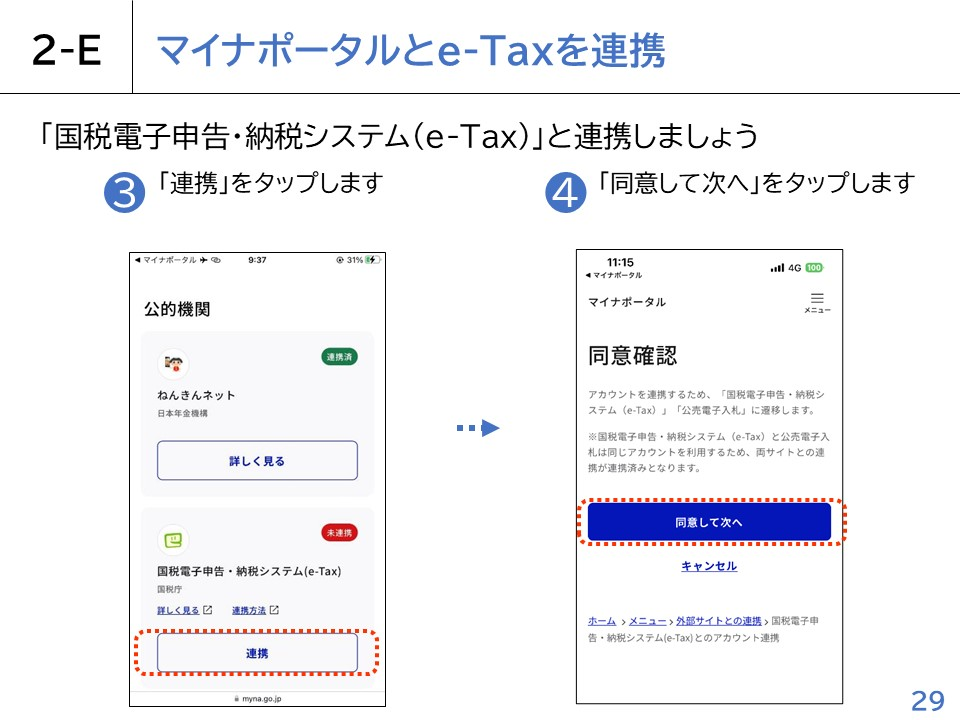 2-E
マイナポータルとe-Taxを連携
「国税電子申告・納税システム(e-Tax)」と連携しましょう
3 「連携」をタップします
◀ マイナポータル 9:37 31%
公的機関
連携済
ねんきんネット
日本年金機構
詳しく見る
未連携
国税電子申告・納税システム(e-Tax)
国税庁
詳しく見る 連携方法
連携
myna.go.jp
4 「同意して次へ」をタップします
11:15 4G 100
◀ マイナポータル
マイナポータル
メニュー
同意確認
アカウントを連携するため、「国税電子申告・納税シ
ステム(e-Tax)」「公売電子入札」に遷移します。
※国税電子申告・納税システム(e-Tax)と公売電子入
札は同じアカウントを利用するため、両サイトとの連
携が連携済みとなります。
同意して次へ
キャンセル
ホーム > メニュー > 外部サイトとの連携 > 国税電子申
告・納税システム(e-Tax)とのアカウント連携
29